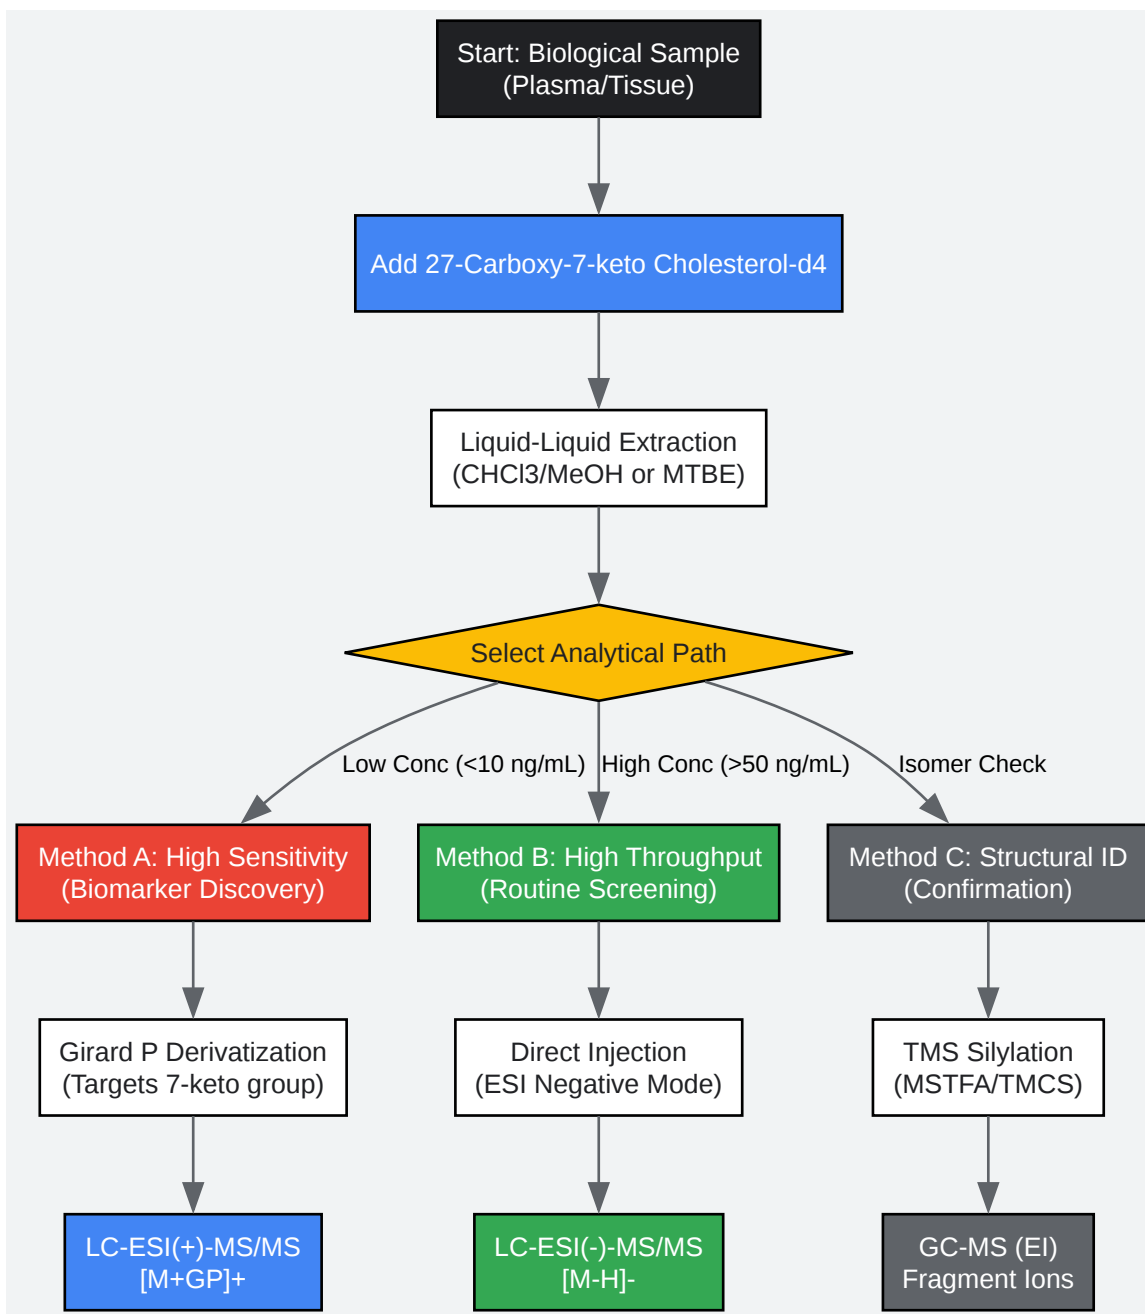 Start: Biological Sample
(Plasma/Tissue)
Add 27-Carboxy-7-keto Cholesterol-d4
Liquid-Liquid Extraction
(CHCl3/MeOH or MTBE)
Select Analytical Path
Low Conc (<10 ng/mL)
High Conc (>50 ng/mL)
Isomer Check
Method A: High Sensitivity
(Biomarker Discovery)
Method B: High Throughput
(Routine Screening)
Method C: Structural ID
(Confirmation)
Girard P Derivatization
(Targets 7-keto group)
Direct Injection
(ESI Negative Mode)
TMS Silylation
(MSTFA/TMCS)
LC-ESI(+)-MS/MS
[M+GP]+
LC-ESI(-)-MS/MS
[M-H]-
GC-MS (EI)
Fragment Ions